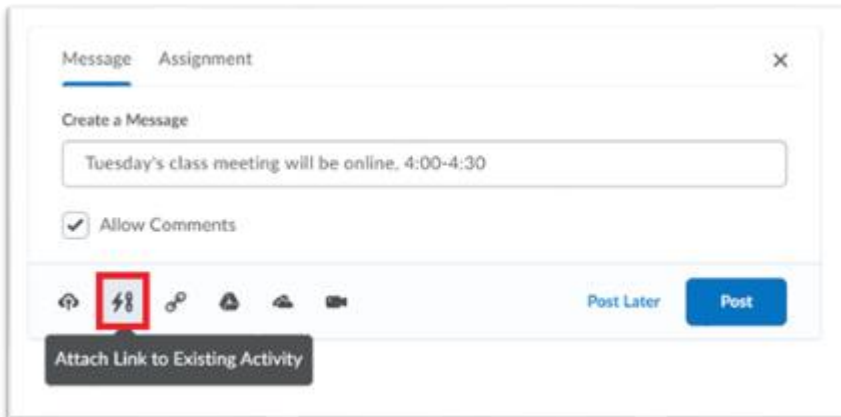 Message Assignment
Create a Message
Tuesday's class meeting will be online, 4:00-4:30
Allow Comments
Post Later Post
Attach Link to Existing Activity